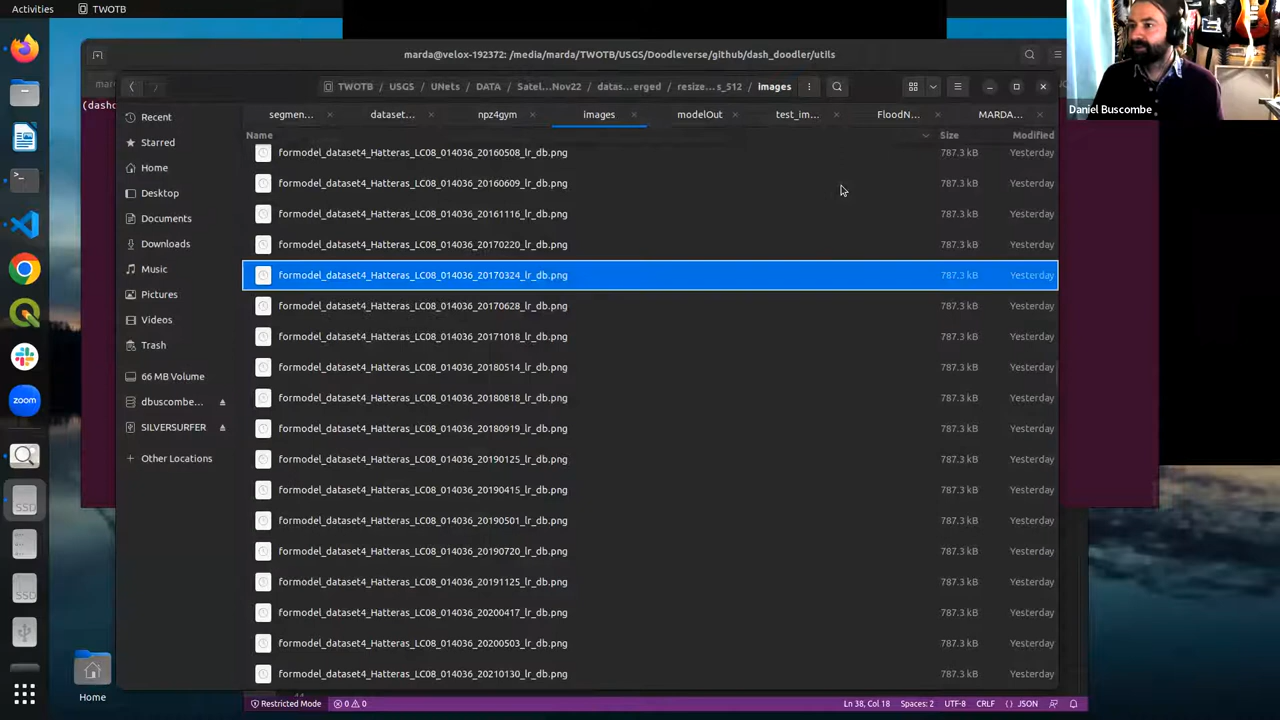 Activities
TWOTB
marda@velox-192372: /media/marda/TWOTB/USGS/Doodleverse/github/dash_doodler/utils
TWOTB / USGS / UNets / DATA / Satel...Nov22 / datas...erged / resize...s_512 / images
Daniel Buscombe
(dash
segmen...
npz4gym
images
modelOut
test_im...
FloodN...
MARDA...
Recent
Starred
Home
Desktop
Documents
Downloads
Music
Pictures
Videos
Trash
66 MB Volume
dbuscombe...
SILVERSURFER
+ Other Locations
Name Size Modified
formodel_dataset4_Hatteras_LC08_014036_20160508_lr_db.png 787.3 kB Yesterday
formodel_dataset4_Hatteras_LC08_014036_20160609_lr_db.png 787.3 kB Yesterday
formodel_dataset4_Hatteras_LC08_014036_20161116_lr_db.png 787.3 kB Yesterday
formodel_dataset4_Hatteras_LC08_014036_20170220_lr_db.png 787.3 kB Yesterday
formodel_dataset4_Hatteras_LC08_014036_20170324_lr_db.png 787.3 kB Yesterday
formodel_dataset4_Hatteras_LC08_014036_20170628_lr_db.png 787.3 kB Yesterday
formodel_dataset4_Hatteras_LC08_014036_20171018_lr_db.png 787.3 kB Yesterday
formodel_dataset4_Hatteras_LC08_014036_20180514_lr_db.png 787.3 kB Yesterday
formodel_dataset4_Hatteras_LC08_014036_20180818_lr_db.png 787.3 kB Yesterday
formodel_dataset4_Hatteras_LC08_014036_20180919_lr_db.png 787.3 kB Yesterday
formodel_dataset4_Hatteras_LC08_014036_20190125_lr_db.png 787.3 kB Yesterday
formodel_dataset4_Hatteras_LC08_014036_20190415_lr_db.png 787.3 kB Yesterday
formodel_dataset4_Hatteras_LC08_014036_20190501_lr_db.png 787.3 kB Yesterday
formodel_dataset4_Hatteras_LC08_014036_20190720_lr_db.png 787.3 kB Yesterday
formodel_dataset4_Hatteras_LC08_014036_20191125_lr_db.png 787.3 kB Yesterday
formodel_dataset4_Hatteras_LC08_014036_20200417_lr_db.png 787.3 kB Yesterday
formodel_dataset4_Hatteras_LC08_014036_20200503_lr_db.png 787.3 kB Yesterday
formodel_dataset4_Hatteras_LC08_014036_20210130_lr_db.png 787.3 kB Yesterday
zoom
SSD
Home
Restricted Mode 0 0 Ln 38, Col 18 Spaces: 2 UTF-8 CRLF {} JSON